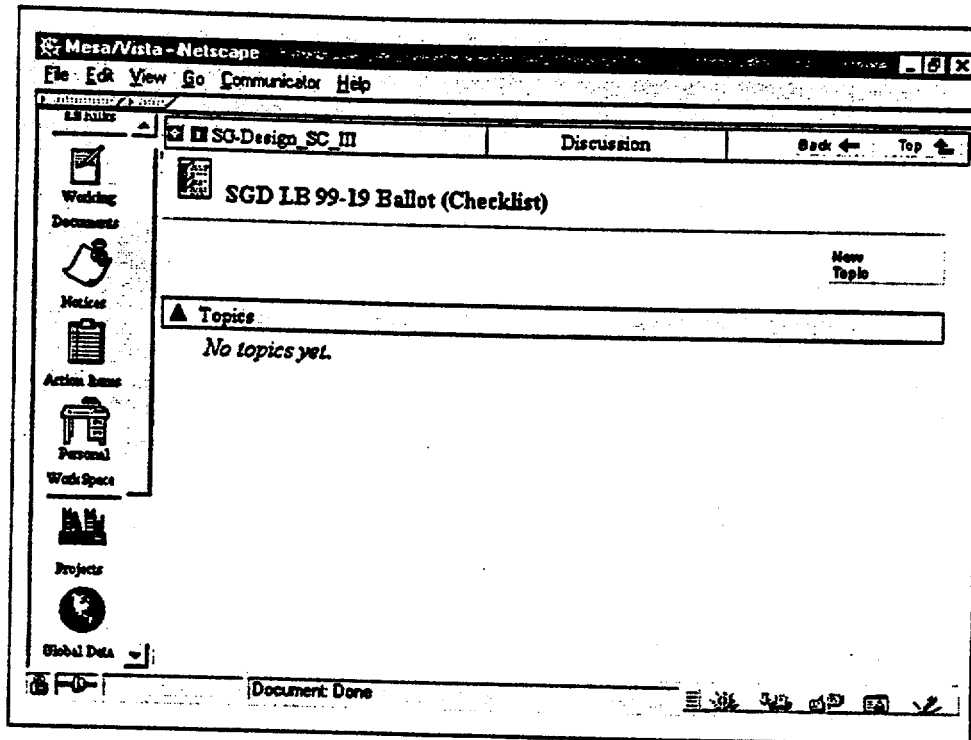 Mesa/Vista - Netscape
File Edit View Go Communicator Help
SG-Design_SC_III Discussion Back Top
SGD LB 99-19 Ballot (Checklist)
New
Topic
Topics
No topics yet.
Working
Documents
Notices
Action Items
Personal
Work Space
Projects
Global Data
Document: Done